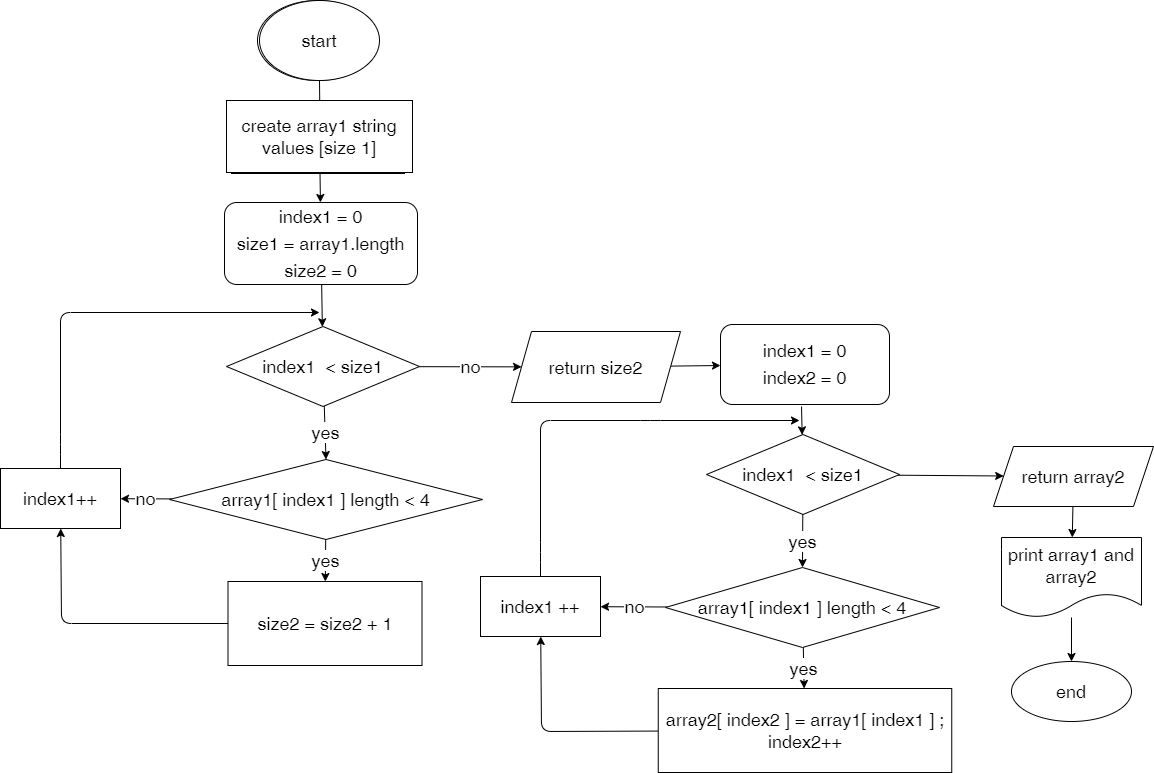 start
create array1 string
values [size 1]
index1 = 0
size1 = array1.length
size2 = 0
index1 < size1
no
return size2
index1 = 0
index2 = 0
yes
index1 < size1
return array2
index1++
no
array1[ index1 ] length < 4
yes
yes
print array1 and
array2
size2 = size2 + 1
index1 ++
no
array1[ index1 ] length < 4
yes
end
array2[ index2 ] = array1[ index1 ] ;
index2++